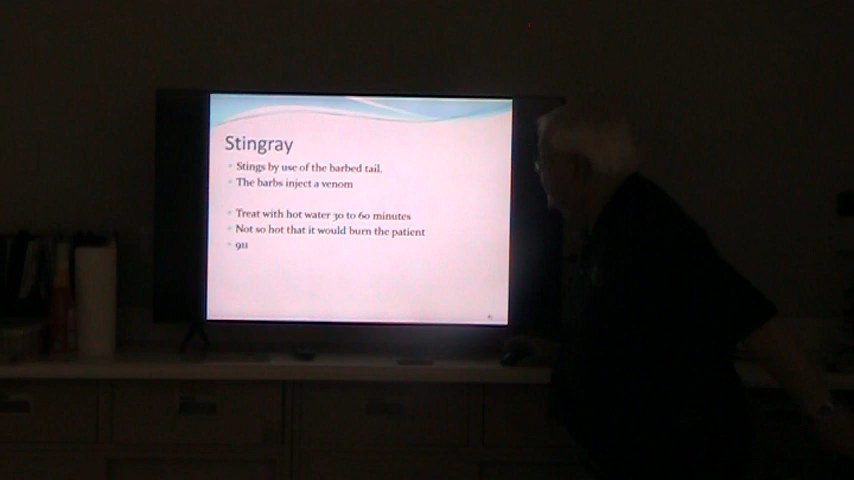 Stingray
Stings by use of the barbed tail.
The barbs inject a venom
Treat with hot water 30 to 60 minutes
Not so hot that it would burn the patient
911